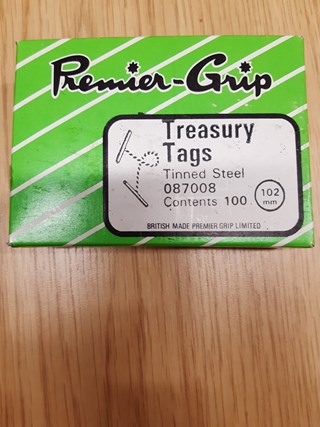 Premier-Grip
Treasury
Tags
Tinned Steel
087008
Contents 100
102
mm
BRITISH MADE PREMIER GRIP LIMITED